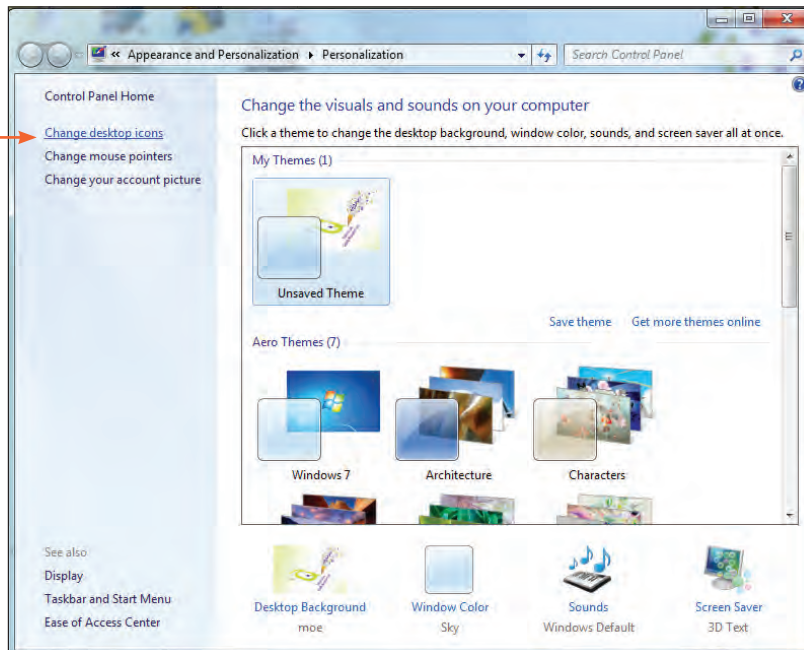 « Appearance and Personalization ▸ Personalization
Search Control Panel
Control Panel Home
Change desktop icons
Change mouse pointers
Change your account picture
Change the visuals and sounds on your computer
Click a theme to change the desktop background, window color, sounds, and screen saver all at once.
My Themes (1)
Unsaved Theme
Save theme Get more themes online
Aero Themes (7)
Windows 7 Architecture Characters
See also
Display
Taskbar and Start Menu
Ease of Access Center
Desktop Background Window Color Sounds Screen Saver
moe Sky Windows Default 3D Text